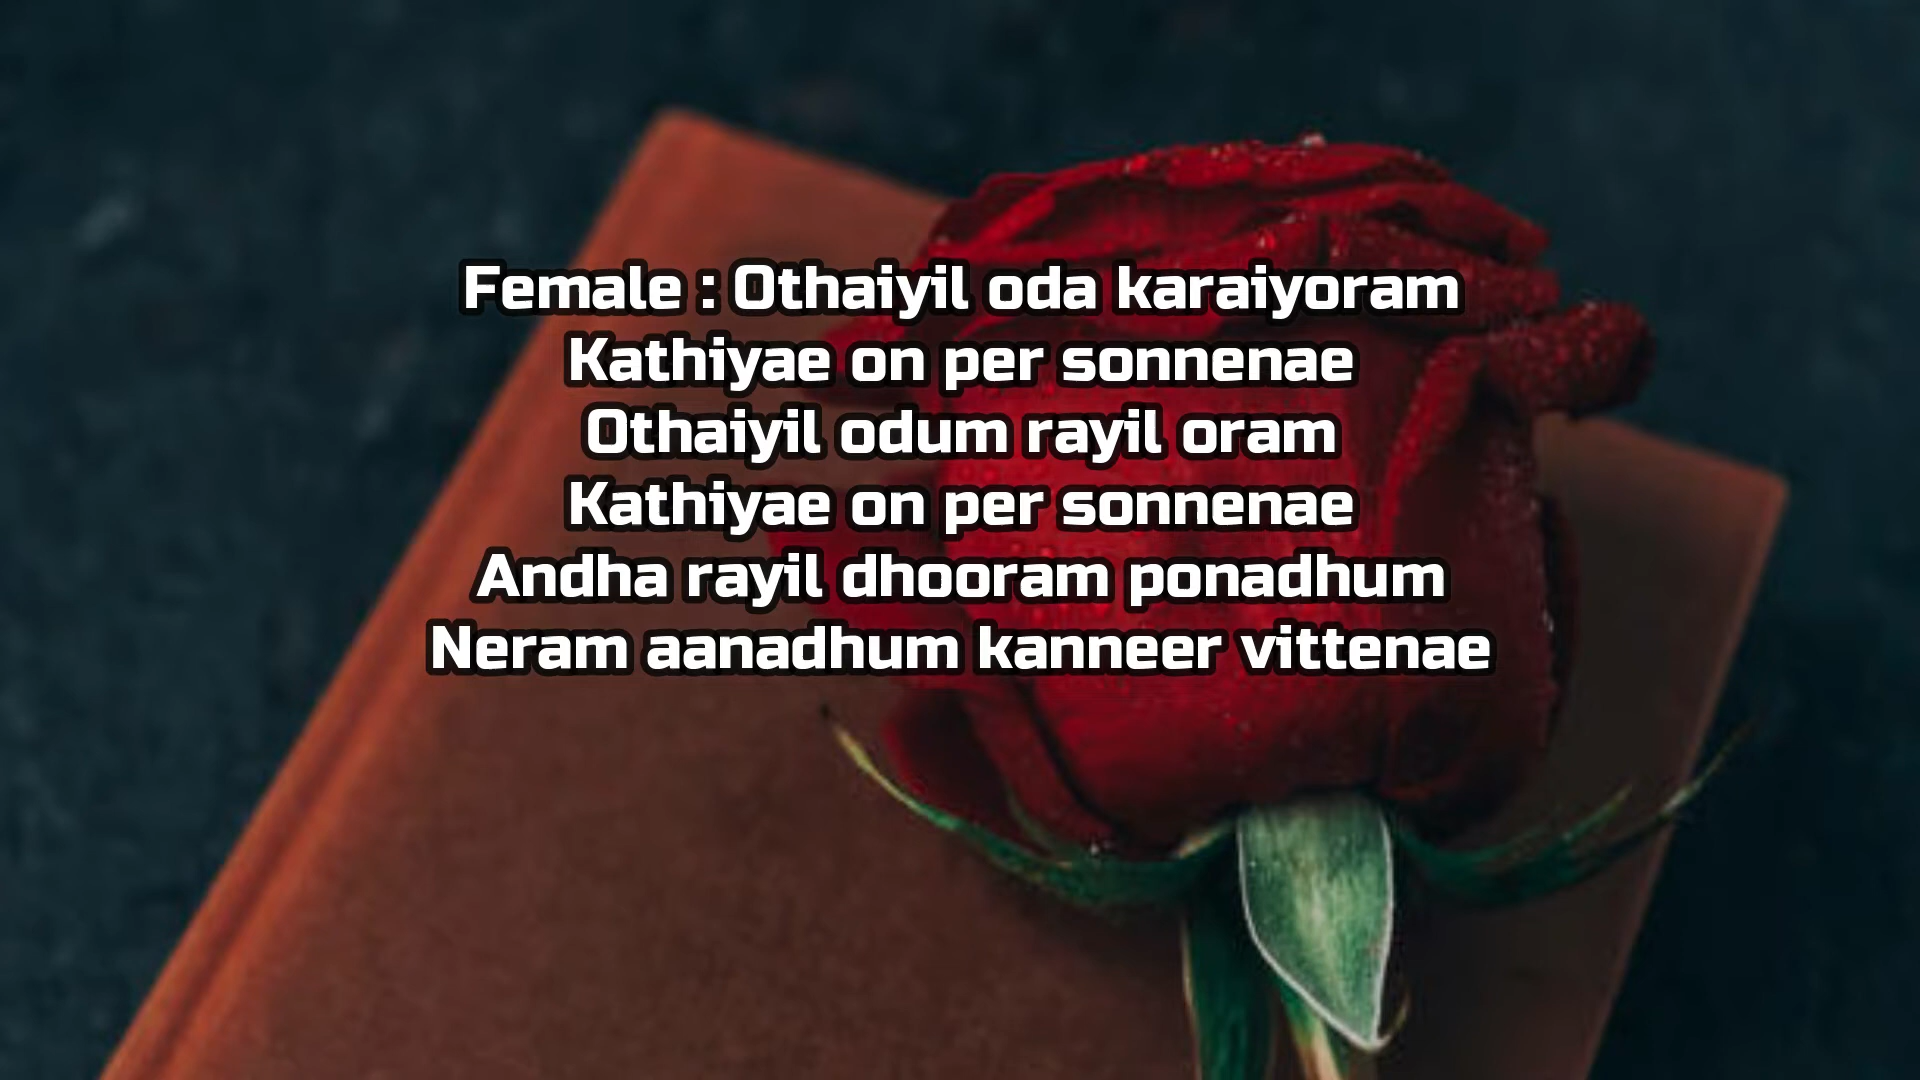 Female : Othaiyil oda karaiyoram
Kathiyae on per sonnenae
Othaiyil odum rayil oram
Kathiyae on per sonnenae
Andha rayil dhooram ponadhum
Neram aanadhum kanneer vittenae